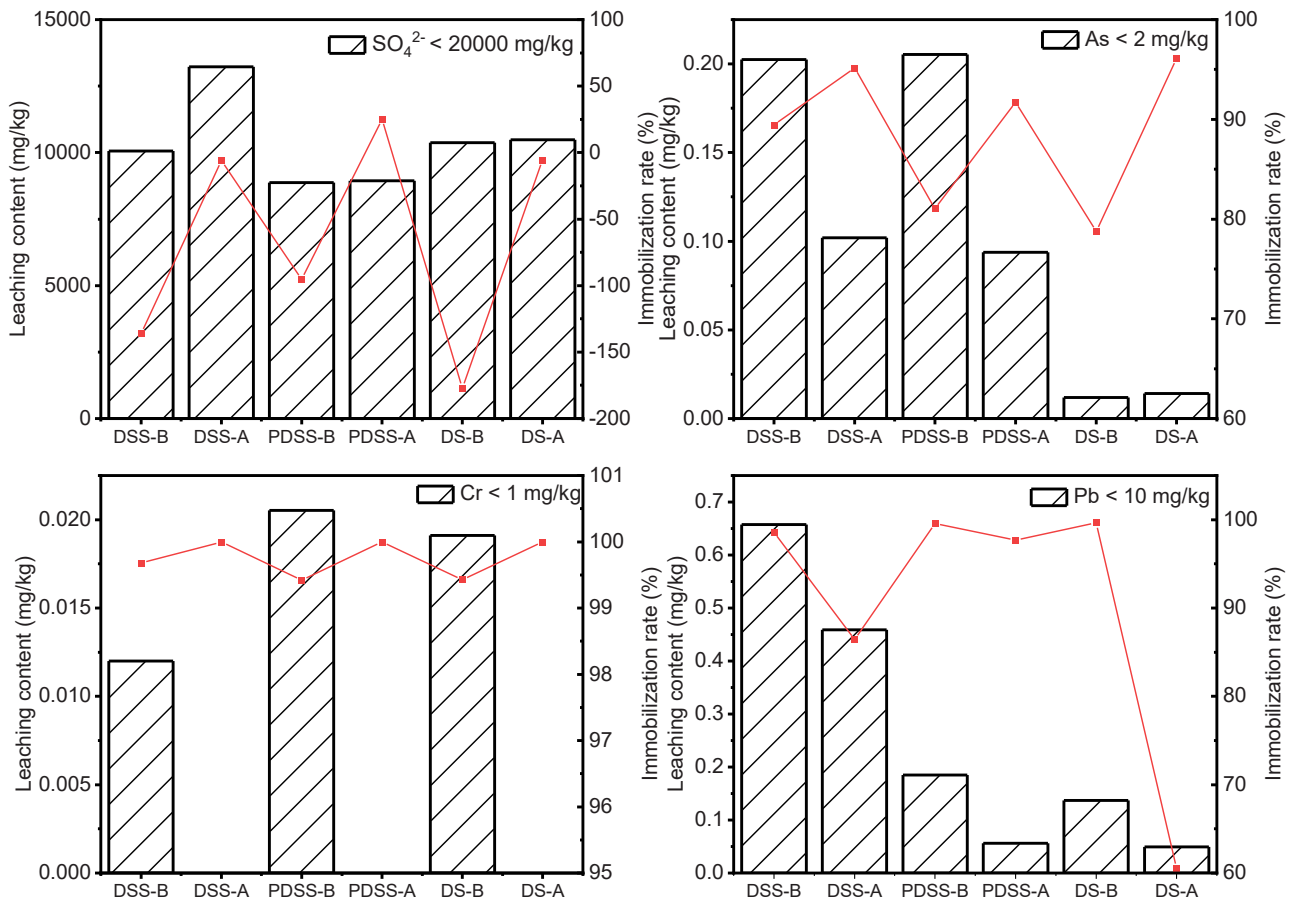 SO₄²⁻ < 20000 mg/kg
Leaching content (mg/kg)
15000
10000
5000
0
100
50
0
-50
-100
-150
-200
Immobilization rate (%)
DSS-B DSS-A PDSS-B PDSS-A DS-B DS-A
As < 2 mg/kg
Leaching content (mg/kg)
0.20
0.15
0.10
0.05
0.00
100
90
80
70
60
Immobilization rate (%)
DSS-B DSS-A PDSS-B PDSS-A DS-B DS-A
Cr < 1 mg/kg
Leaching content (mg/kg)
0.020
0.015
0.010
0.005
0.000
101
100
99
98
97
96
95
Immobilization rate (%)
DSS-B DSS-A PDSS-B PDSS-A DS-B DS-A
Pb < 10 mg/kg
Leaching content (mg/kg)
0.7
0.6
0.5
0.4
0.3
0.2
0.1
0.0
100
90
80
70
60
Immobilization rate (%)
DSS-B DSS-A PDSS-B PDSS-A DS-B DS-A